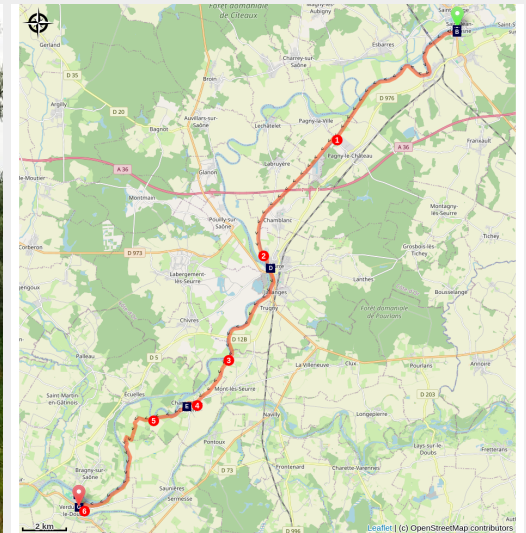 Forêt domaniale
de Cîteaux
Aubigny
Gerland
Esbarres
Charrey-sur-
Saône
D 35
Broin
D 976
Argilly
D 20
Auvillars-sur-
Saône
Pagny-la-Ville
Bagnot
Lechâtelet
1
Franxault
A 36
Pagny-le-Château
Labruyère
A 36
Glanon
le-Moutier
Montmain
Montagny-
lès-Seurre
Pouilly-sur-
Saône
Chamblanc
Tichey
Corberon
Grosbois-lès-
Tichey
D 973
2
D
Labergement-
lès-Seurre
Lanches
Bousselange
Trugny
Forêt domaniale
de Pourlans
Chivres
D 12B
Palleau
D 5
3
La Villeneuve
Clux
Pourlans
Annoire
Mont-lès-Seurre
Saint-Martin-
en-Gâtinois
Écuelles
D 203
E
4
Navilly
Longepierre
5
Pontoux
Lays-sur-le-
Doubs
Fretterans
Bragny-sur-
Saône
D 73
Frontenard
Charette-Varennes
Saunières
Sermesse
6
2 km
D 996
Leaflet | (c) OpenStreetMap contributors